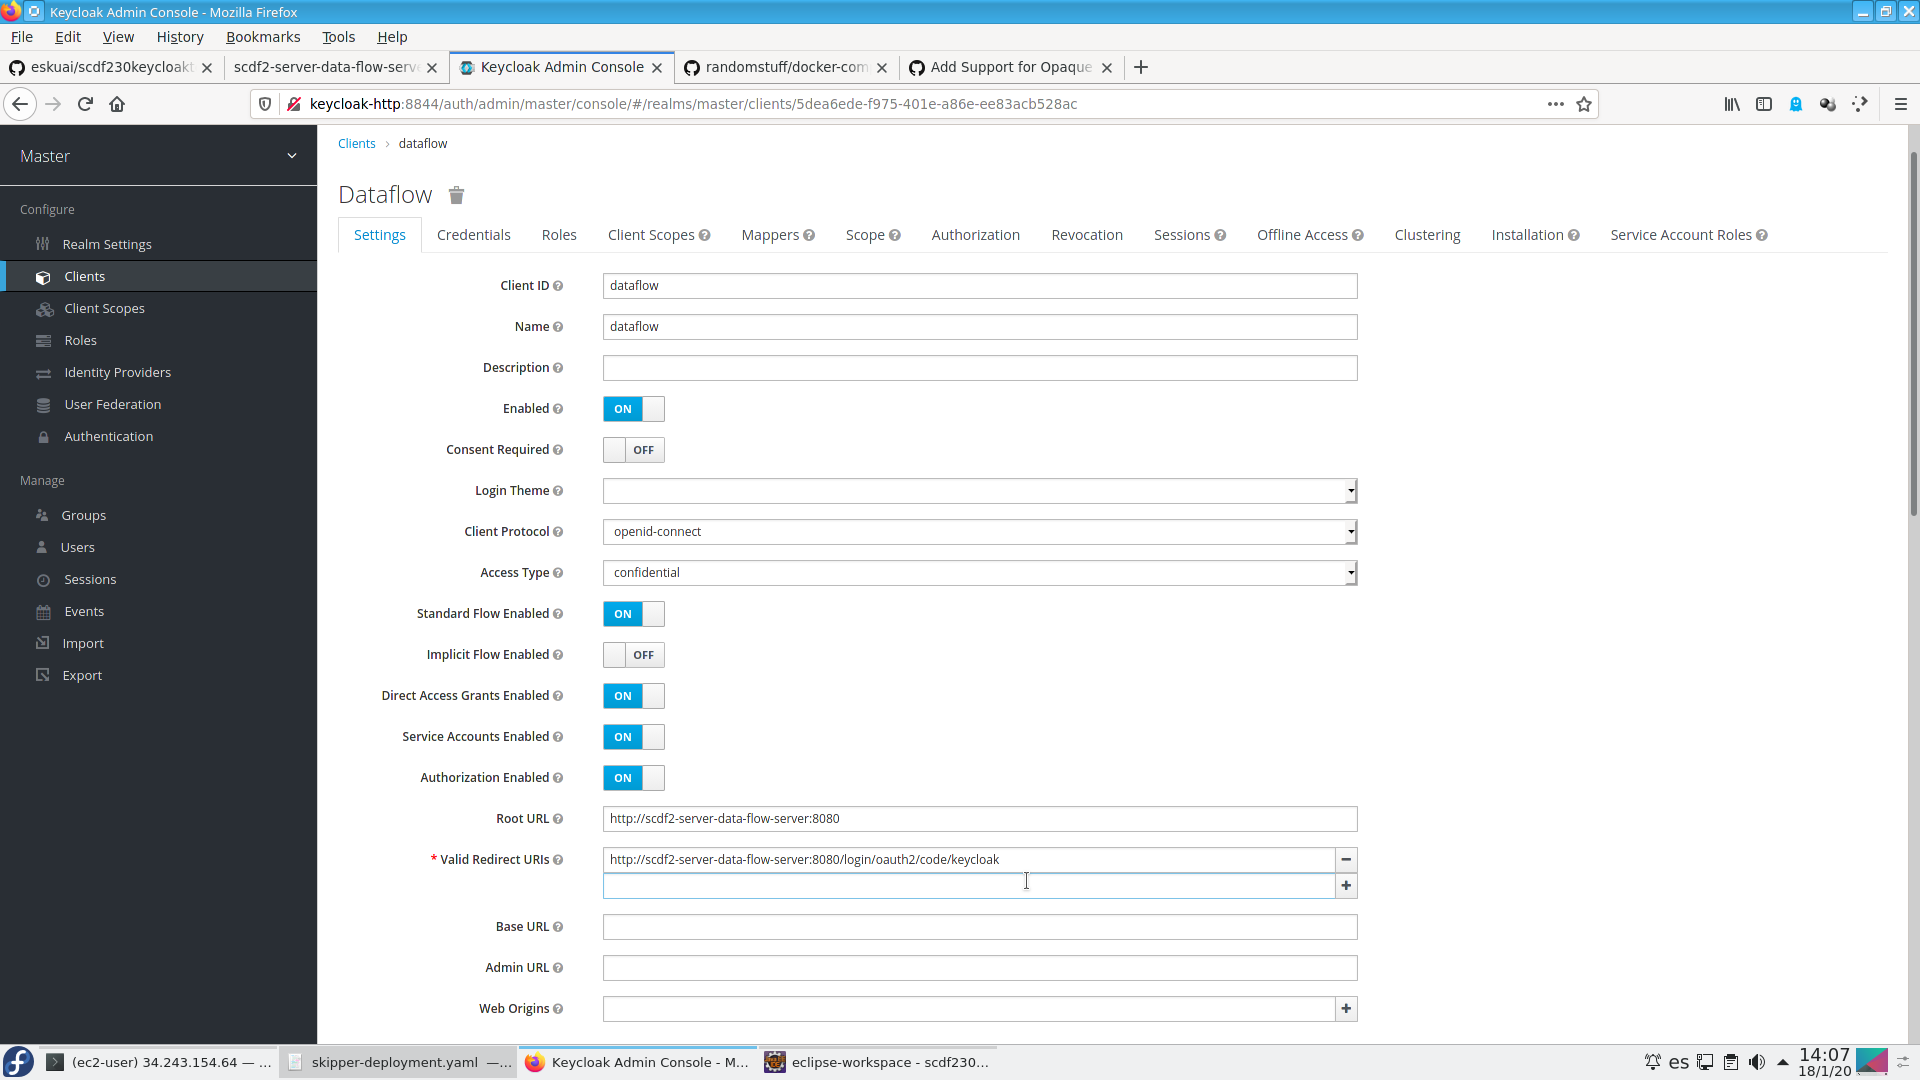 Keycloak Admin Console - Mozilla Firefox
File Edit View History Bookmarks Tools Help
eskuai/scdf230keycloakt
scdf2-server-data-flow-serv
Keycloak Admin Console
randomstuff/docker-com
Add Support for Opaque
keycloak-http:8844/auth/admin/master/console/#/realms/master/clients/5dea6ede-f975-401e-a86e-ee83acb528ac
Master
Configure
Realm Settings
Clients
Client Scopes
Roles
Identity Providers
User Federation
Authentication
Manage
Groups
Users
Sessions
Events
Import
Export
Clients > dataflow
Dataflow
Settings Credentials Roles Client Scopes Mappers Scope Authorization Revocation Sessions Offline Access Clustering Installation Service Account Roles
Client ID dataflow
Name dataflow
Description
Enabled ON
Consent Required OFF
Login Theme
Client Protocol openid-connect
Access Type confidential
Standard Flow Enabled ON
Implicit Flow Enabled OFF
Direct Access Grants Enabled ON
Service Accounts Enabled ON
Authorization Enabled ON
Root URL http://scdf2-server-data-flow-server:8080
* Valid Redirect URIs http://scdf2-server-data-flow-server:8080/login/oauth2/code/keycloak
Base URL
Admin URL
Web Origins
(ec2-user) 34.243.154.64 — ...
skipper-deployment.yaml —...
Keycloak Admin Console - M...
eclipse-workspace - scdf230...
es
14:07
18/1/20